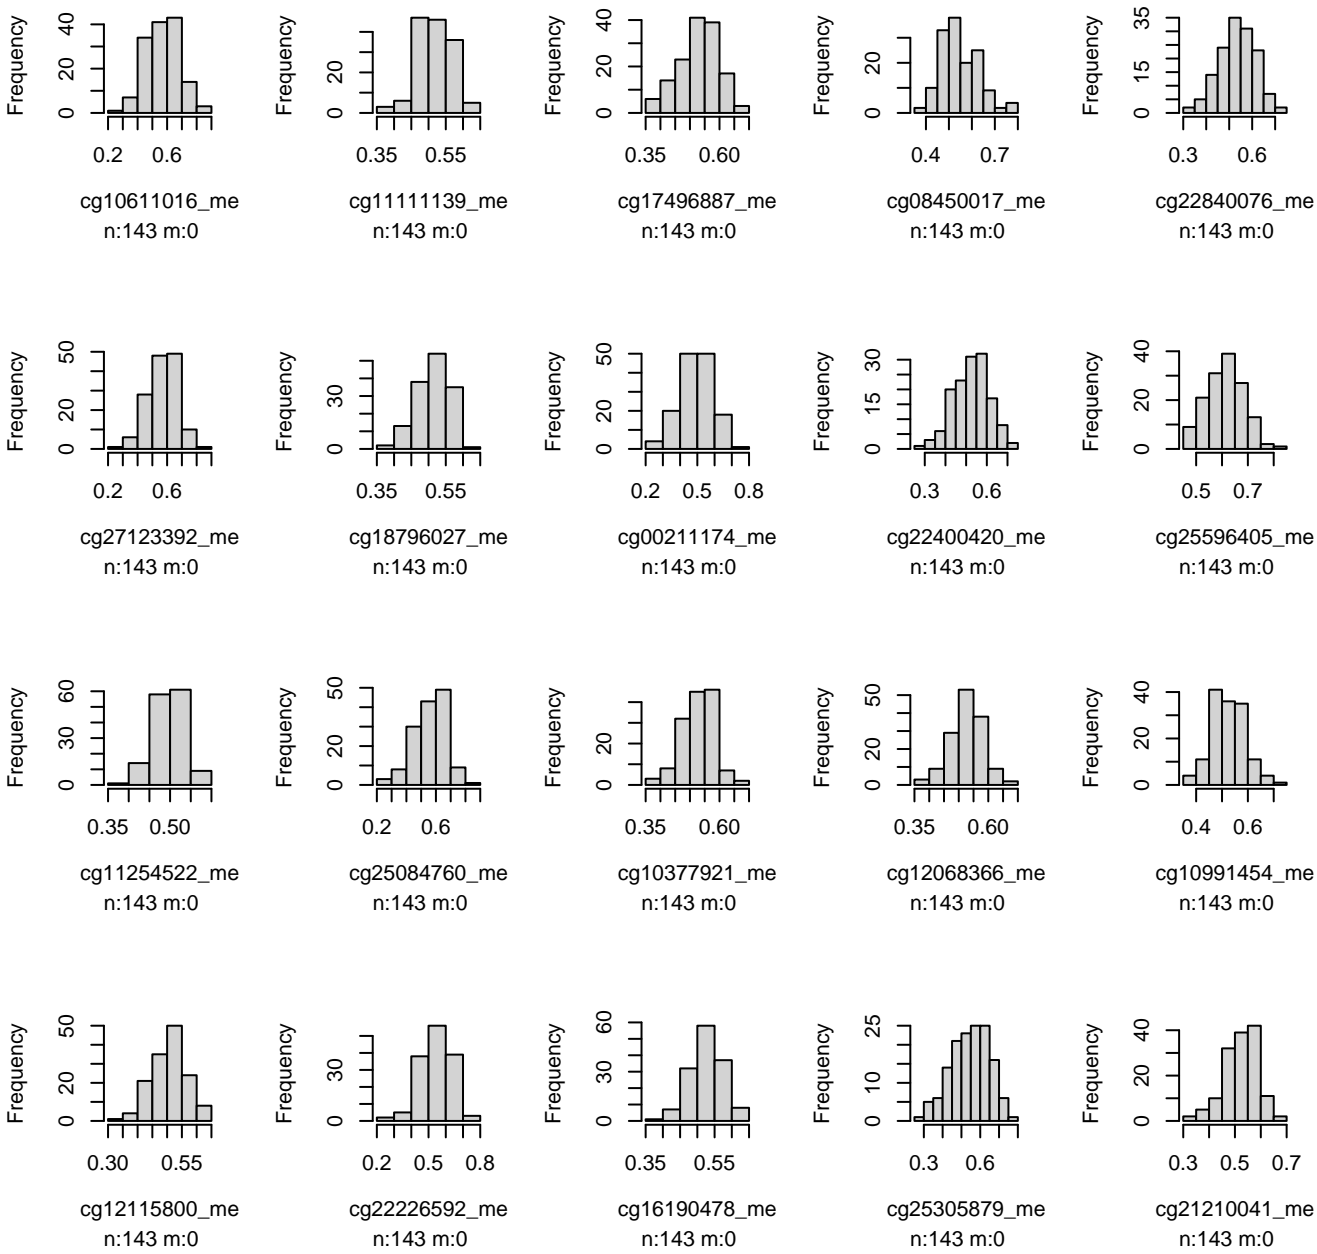 Frequency
0 20 40
0.2 0.6
cg10611016_me
n:143 m:0
Frequency
0 20
0.35 0.55
cg11111139_me
n:143 m:0
Frequency
0 20 40
0.35 0.60
cg17496887_me
n:143 m:0
Frequency
0 20
0.4 0.7
cg08450017_me
n:143 m:0
Frequency
0 15 35
0.3 0.6
cg22840076_me
n:143 m:0
Frequency
0 20 50
0.2 0.6
cg27123392_me
n:143 m:0
Frequency
0 30
0.35 0.55
cg18796027_me
n:143 m:0
Frequency
0 20 50
0.2 0.5 0.8
cg00211174_me
n:143 m:0
Frequency
0 15 30
0.3 0.6
cg22400420_me
n:143 m:0
Frequency
0 20 40
0.5 0.7
cg25596405_me
n:143 m:0
Frequency
0 30 60
0.35 0.50
cg11254522_me
n:143 m:0
Frequency
0 20 50
0.2 0.6
cg25084760_me
n:143 m:0
Frequency
0 20
0.35 0.60
cg10377921_me
n:143 m:0
Frequency
0 20 50
0.35 0.60
cg12068366_me
n:143 m:0
Frequency
0 20 40
0.4 0.6
cg10991454_me
n:143 m:0
Frequency
0 20 50
0.30 0.55
cg12115800_me
n:143 m:0
Frequency
0 30
0.2 0.5 0.8
cg22226592_me
n:143 m:0
Frequency
0 30 60
0.35 0.55
cg16190478_me
n:143 m:0
Frequency
0 10 25
0.3 0.6
cg25305879_me
n:143 m:0
Frequency
0 20 40
0.3 0.5 0.7
cg21210041_me
n:143 m:0